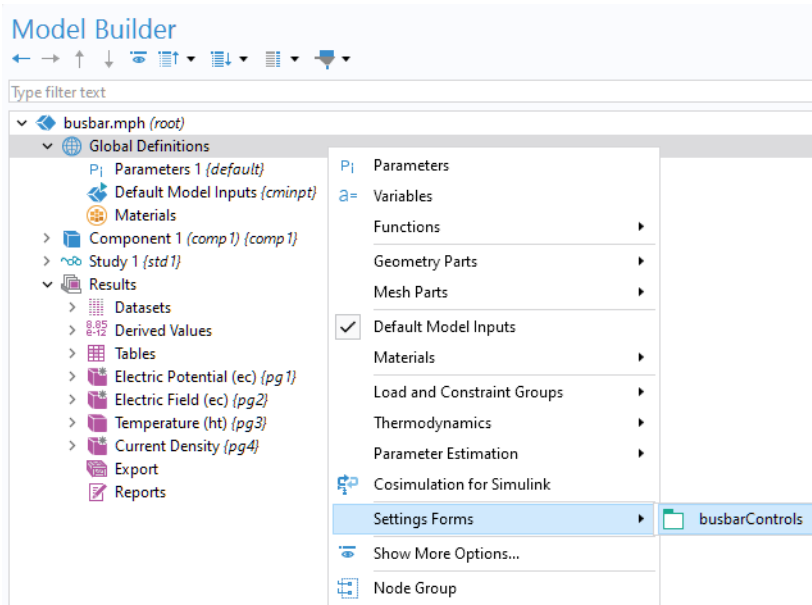 Model Builder
Type filter text
busbar.mph (root)
Global Definitions
Pi Parameters 1 {default}
Default Model Inputs {cminpt}
Materials
Component 1 (comp1) {comp1}
Study 1 {std1}
Results
Datasets
8.85
e-12 Derived Values
Tables
Electric Potential (ec) {pg1}
Electric Field (ec) {pg2}
Temperature (ht) {pg3}
Current Density {pg4}
Export
Reports
Pi Parameters
a= Variables
Functions
Geometry Parts
Mesh Parts
Default Model Inputs
Materials
Load and Constraint Groups
Thermodynamics
Parameter Estimation
Cosimulation for Simulink
Settings Forms
busbarControls
Show More Options...
Node Group